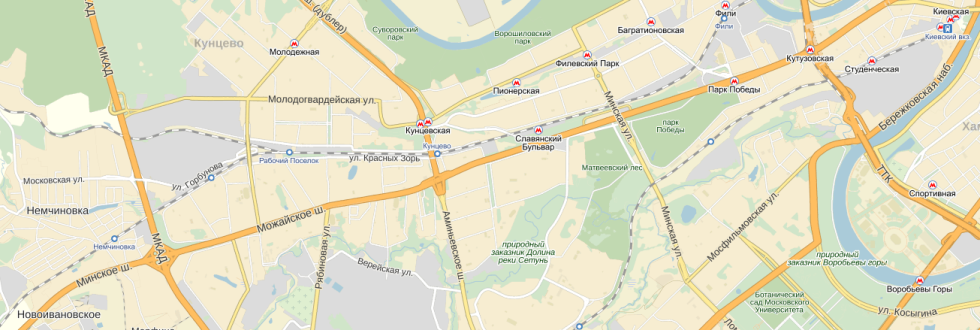 ш. (дублер)
Фили
Киевская
Суворовский
парк
Ворошиловский
парк
Багратионовская
Фили
Киевский вкз.
МКАД
Кунцево
Молодежная
Филевский Парк
Кутузовская
Студенческая
МКАД
Пионерская
Парк Победы
Бережковская наб
Молодогвардейская ул.
Минская ул.
парк
Победы
Кунцевская
Славянский
Бульвар
Кунцево
Рабочий Поселок
ул. Красных Зорь
ул. Горбунова
Матвеевский лес
ТТК
Московская ул.
Спортивная
Немчиновка
Можайское ш
Аминьевское ш
Минская ул.
Мосфильмовская ул.
Немчиновка
МКАД
Рябиновая ул.
природный
заказник Долина
реки Сетунь
природный
заказник Воробьевы горы
Минское ш.
Верейская ул.
Воробьевы Горы
Ботанический
сад Московского
Университета
Новоивановское
ул. Косыгина